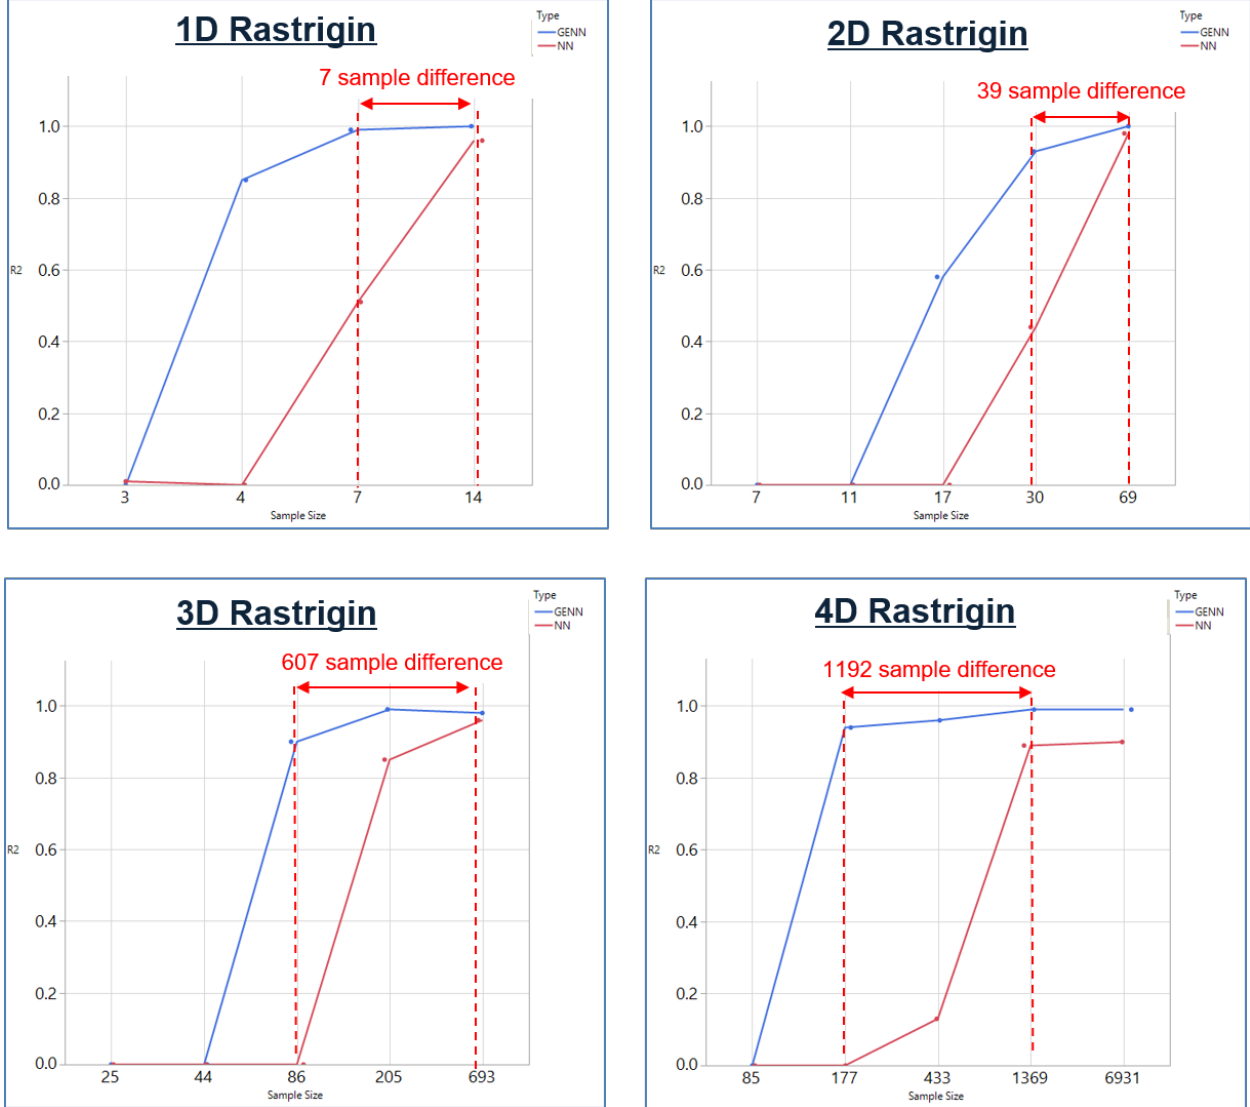 1D Rastrigin
Type
GENN
NN
7 sample difference
1.0
0.8
R2
0.6
0.4
0.2
0.0
3 4 7 14
Sample Size
2D Rastrigin
Type
GENN
NN
39 sample difference
1.0
0.8
R2
0.6
0.4
0.2
0.0
7 11 17 30 69
Sample Size
3D Rastrigin
Type
GENN
NN
607 sample difference
1.0
0.8
0.6
R2
0.4
0.2
0.0
25 44 86 205 693
Sample Size
4D Rastrigin
Type
GENN
NN
1192 sample difference
1.0
0.8
0.6
R2
0.4
0.2
0.0
85 177 433 1369 6931
Sample Size